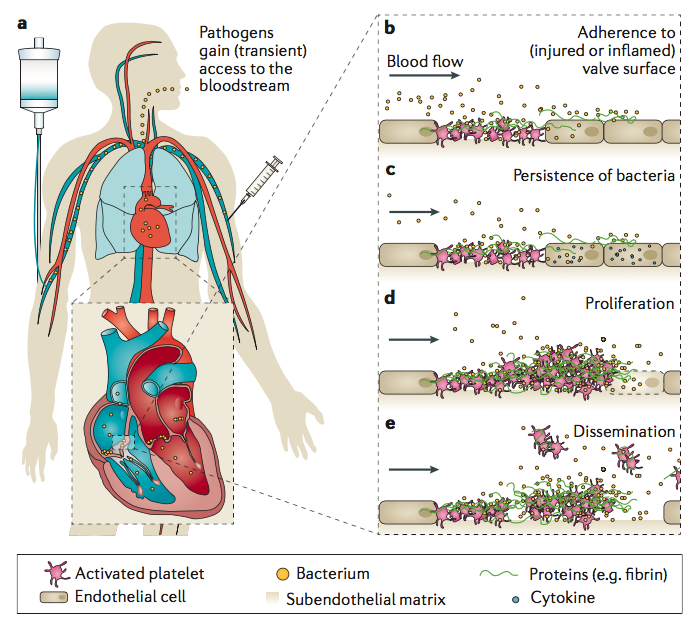 a
Pathogens
gain (transient)
access to the
bloodstream
b
Adherence to
(injured or inflamed)
valve surface
Blood flow
c
Persistence of bacteria
d
Proliferation
e
Dissemination
Activated platelet
Bacterium
Proteins (e.g. fibrin)
Endothelial cell
Subendothelial matrix
Cytokine